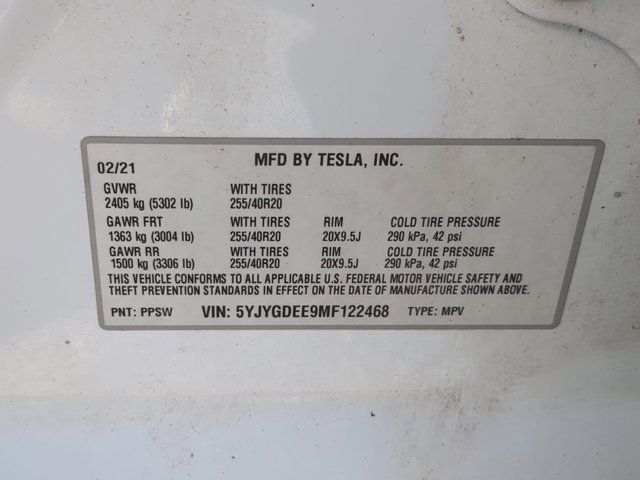 02/21 MFD BY TESLA, INC.
GVWR WITH TIRES
2405 kg (5302 lb) 255/40R20
GAWR FRT WITH TIRES RIM COLD TIRE PRESSURE
1363 kg (3004 lb) 255/40R20 20X9.5J 290 kPa, 42 psi
GAWR RR WITH TIRES RIM COLD TIRE PRESSURE
1500 kg (3306 lb) 255/40R20 20X9.5J 290 kPa, 42 psi
THIS VEHICLE CONFORMS TO ALL APPLICABLE U.S. FEDERAL MOTOR VEHICLE SAFETY AND
THEFT PREVENTION STANDARDS IN EFFECT ON THE DATE OF MANUFACTURE SHOWN ABOVE.
PNT: PPSW VIN: 5YJYGDEE9MF122468 TYPE: MPV